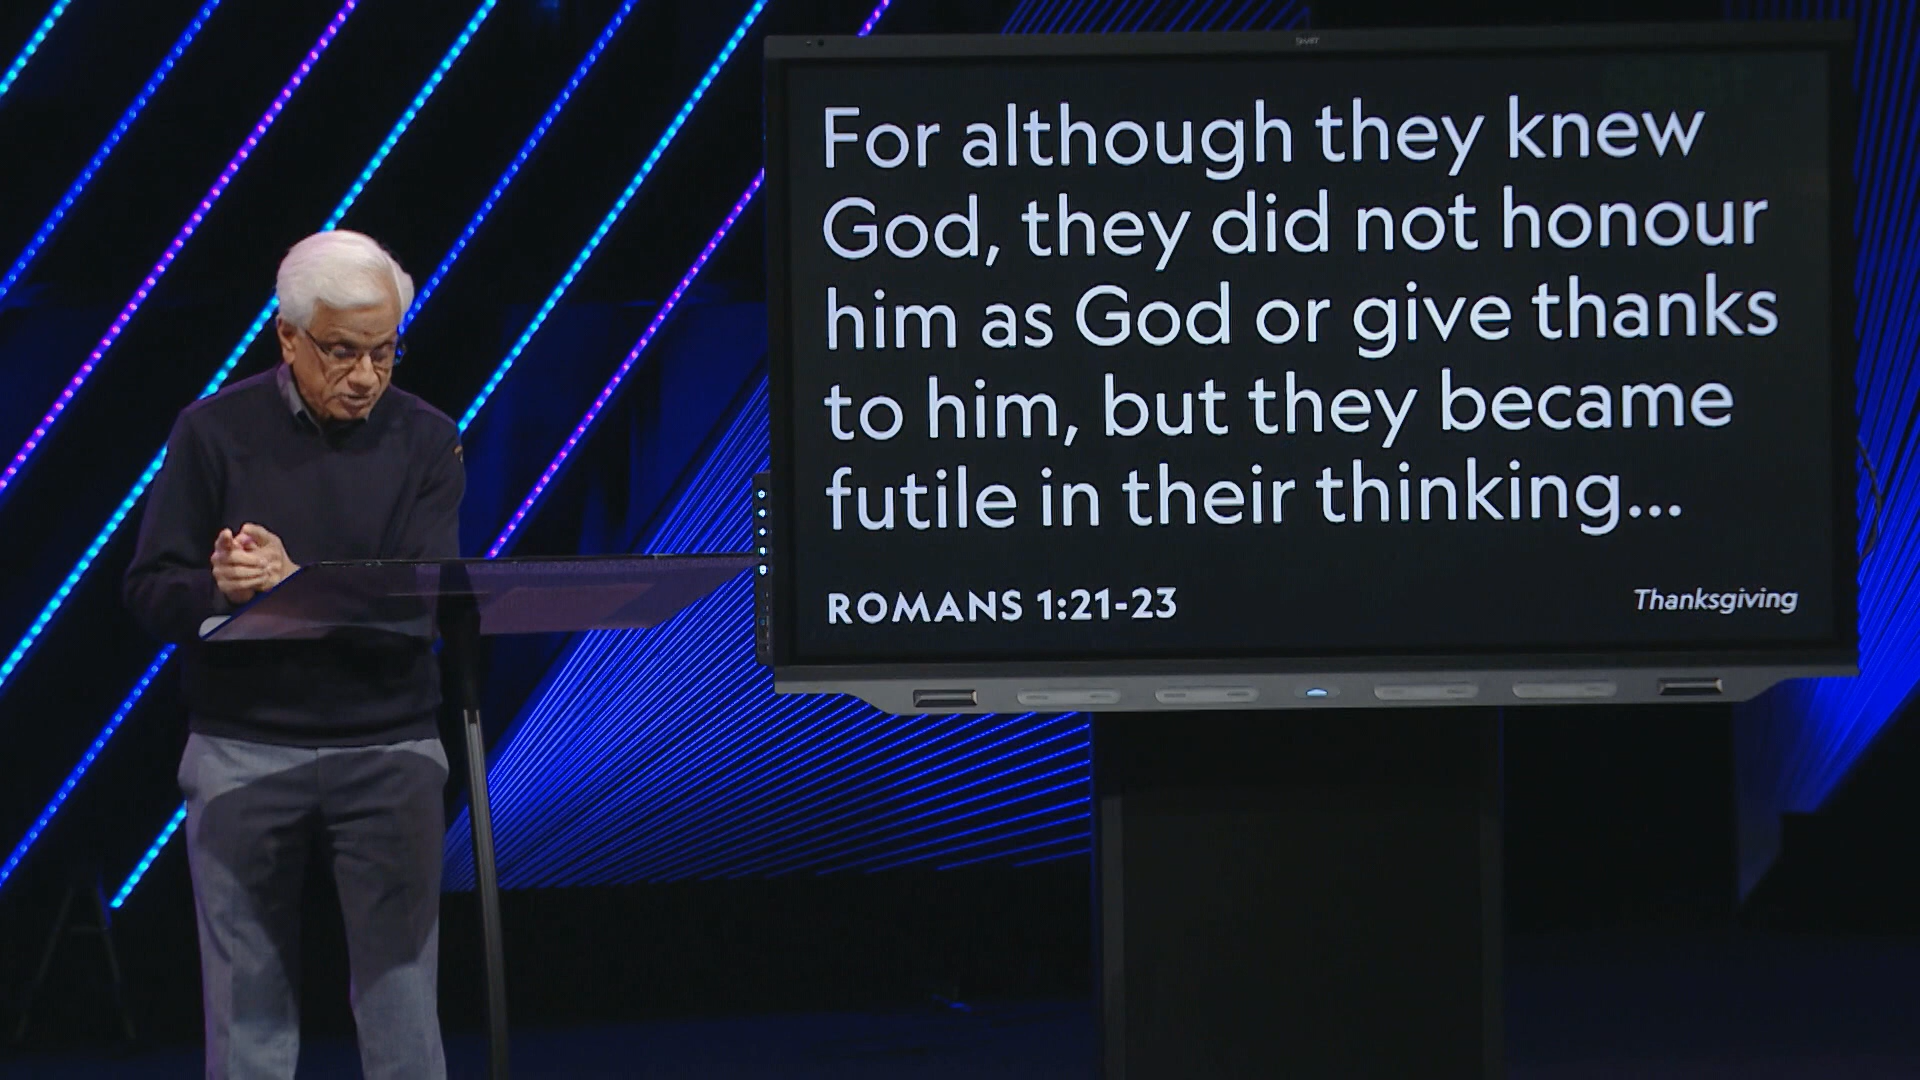 SMART
For although they knew
God, they did not honour
him as God or give thanks
to him, but they became
futile in their thinking...
ROMANS 1:21-23
Thanksgiving